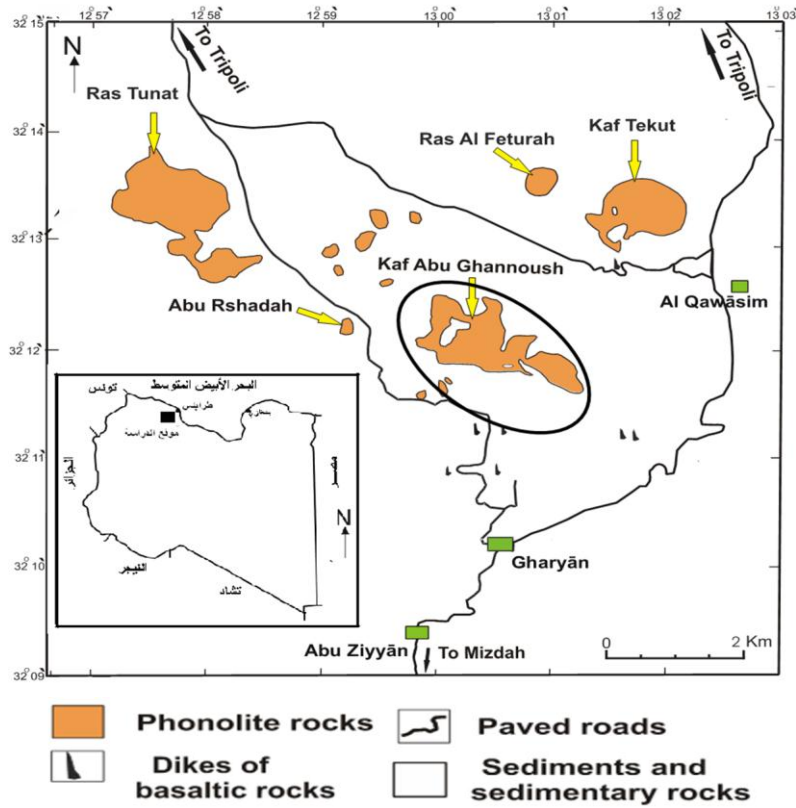 12 57
12 58
12 59
13 00
13 01
13 02
13 03
32 15
32 14
32 13
32 12
32 11
32 10
32 09
N
To Tripoli
To Tripoli
Ras Tunat
Ras Al Feturah
Kaf Tekut
Kaf Abu Ghannoush
Abu Rshadah
Al Qawāsim
البحر الأبيض المتوسط
تونس
طرابلس
بنغازي
موقع الدراسة
الجزائر
مصر
N
النيجر
تشاد
Gharyān
Abu Ziyyān
To Mizdah
0 2 Km
Phonolite rocks
Paved roads
Dikes of
basaltic rocks
Sediments and
sedimentary rocks